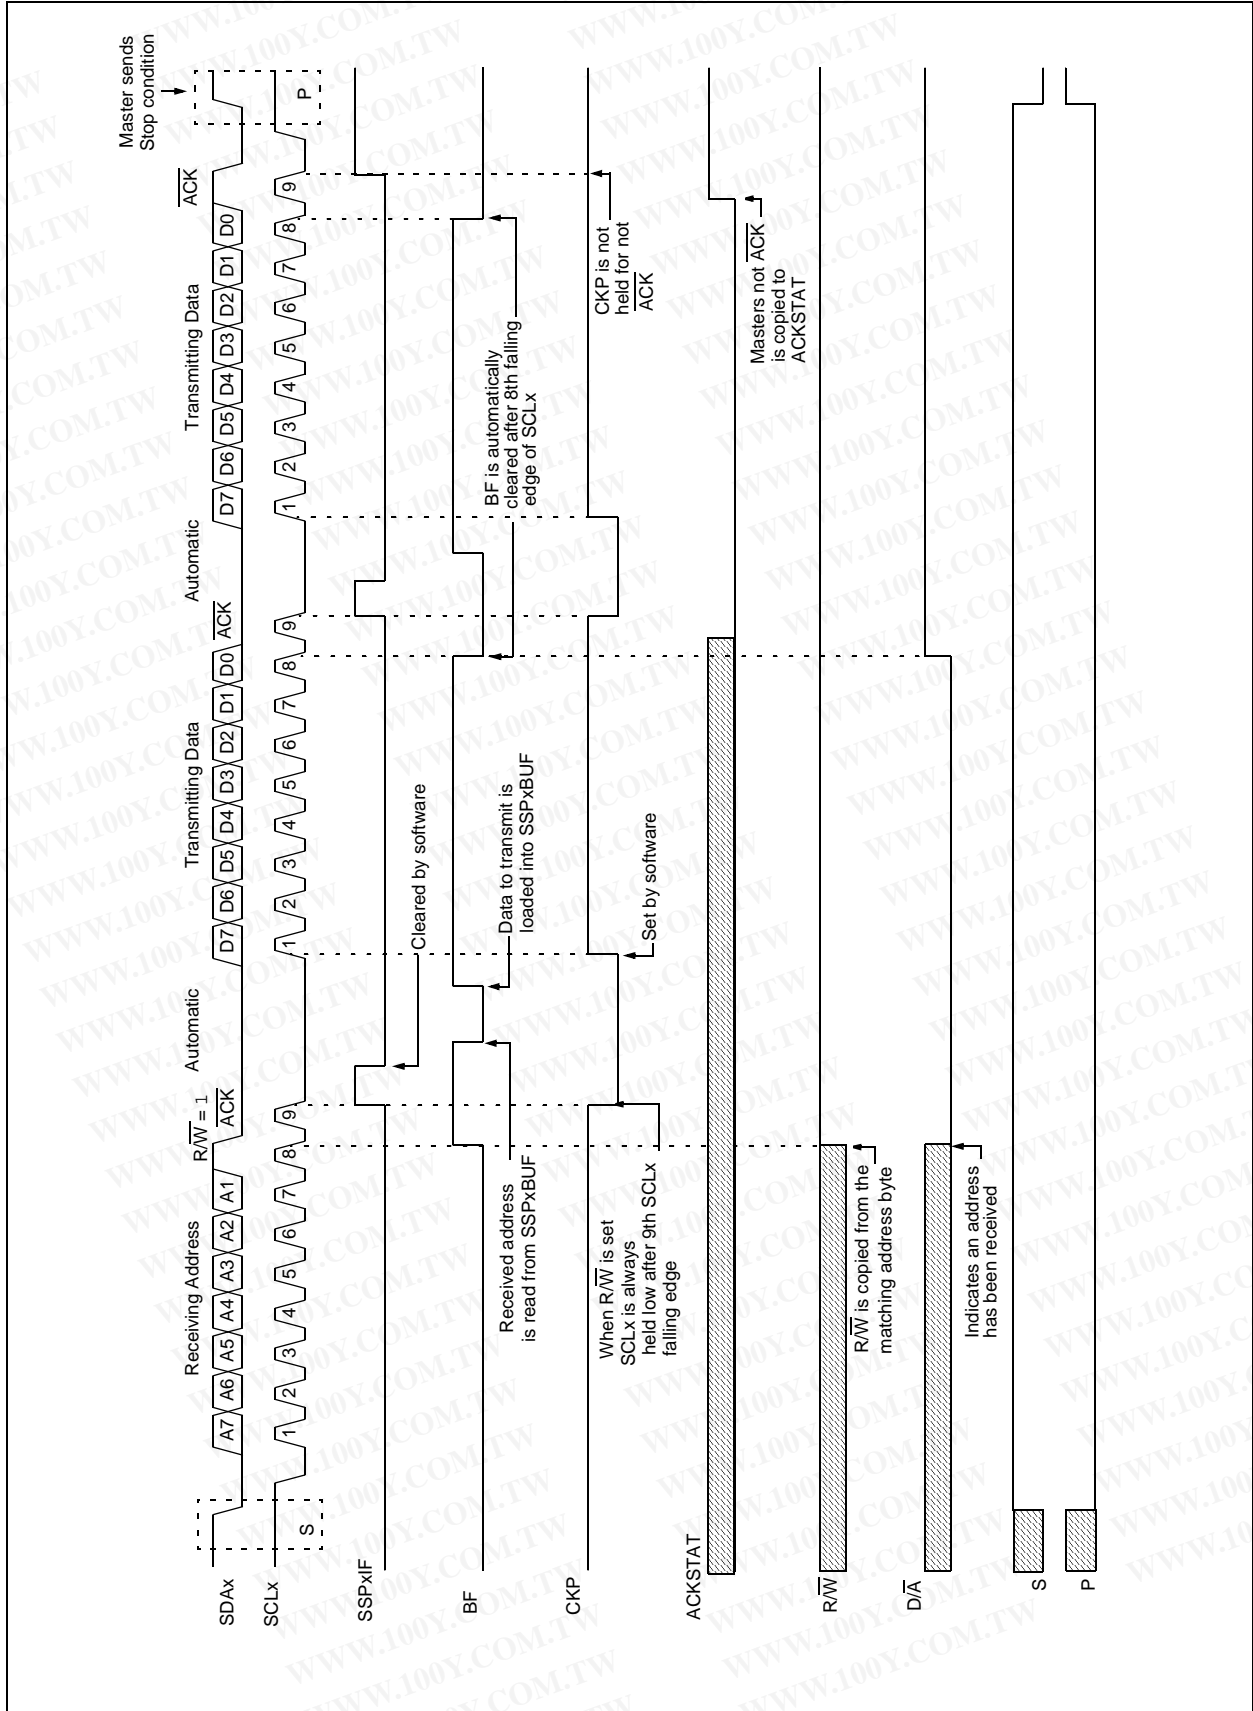 Master sends
Stop condition
Receiving Address
R/W = 1
ACK
Automatic
Transmitting Data
ACK
Automatic
Transmitting Data
ACK
SDAx
A7 A6 A5 A4 A3 A2 A1
D7 D6 D5 D4 D3 D2 D1 D0
D7 D6 D5 D4 D3 D2 D1 D0
SCLx
S
1 2 3 4 5 6 7 8 9
1 2 3 4 5 6 7 8 9
1 2 3 4 5 6 7 8 9
P
SSPxIF
Cleared by software
BF
Received address
is read from SSPxBUF
Data to transmit is
loaded into SSPxBUF
BF is automatically
cleared after 8th falling
edge of SCLx
CKP
When R/W is set
SCLx is always
held low after 9th SCLx
falling edge
Set by software
CKP is not
held for not
ACK
ACKSTAT
Masters not ACK
is copied to
ACKSTAT
R/W
R/W is copied from the
matching address byte
D/A
Indicates an address
has been received
S
P
WWW.100Y.COM.TW